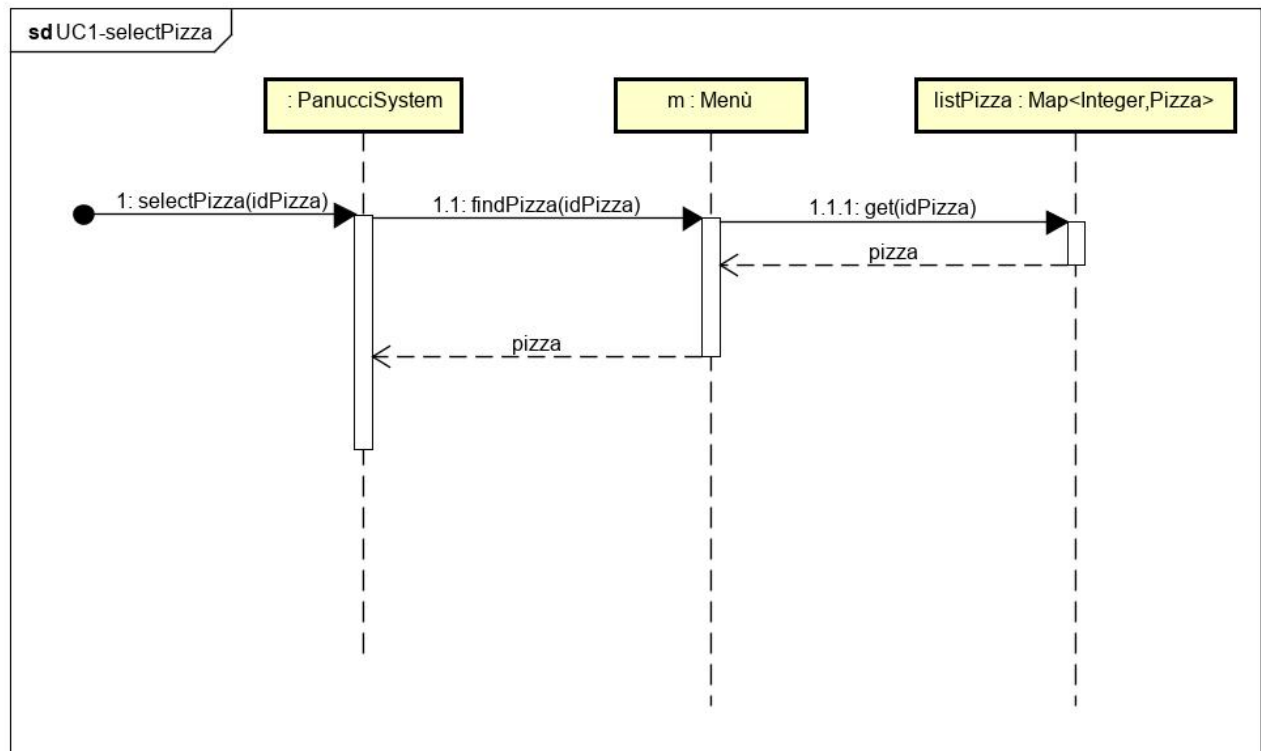 sd UC1-selectPizza
: PanucciSystem
m : Menù
listPizza : Map<Integer,Pizza>
1: selectPizza(idPizza)
1.1: findPizza(idPizza)
1.1.1: get(idPizza)
pizza
pizza